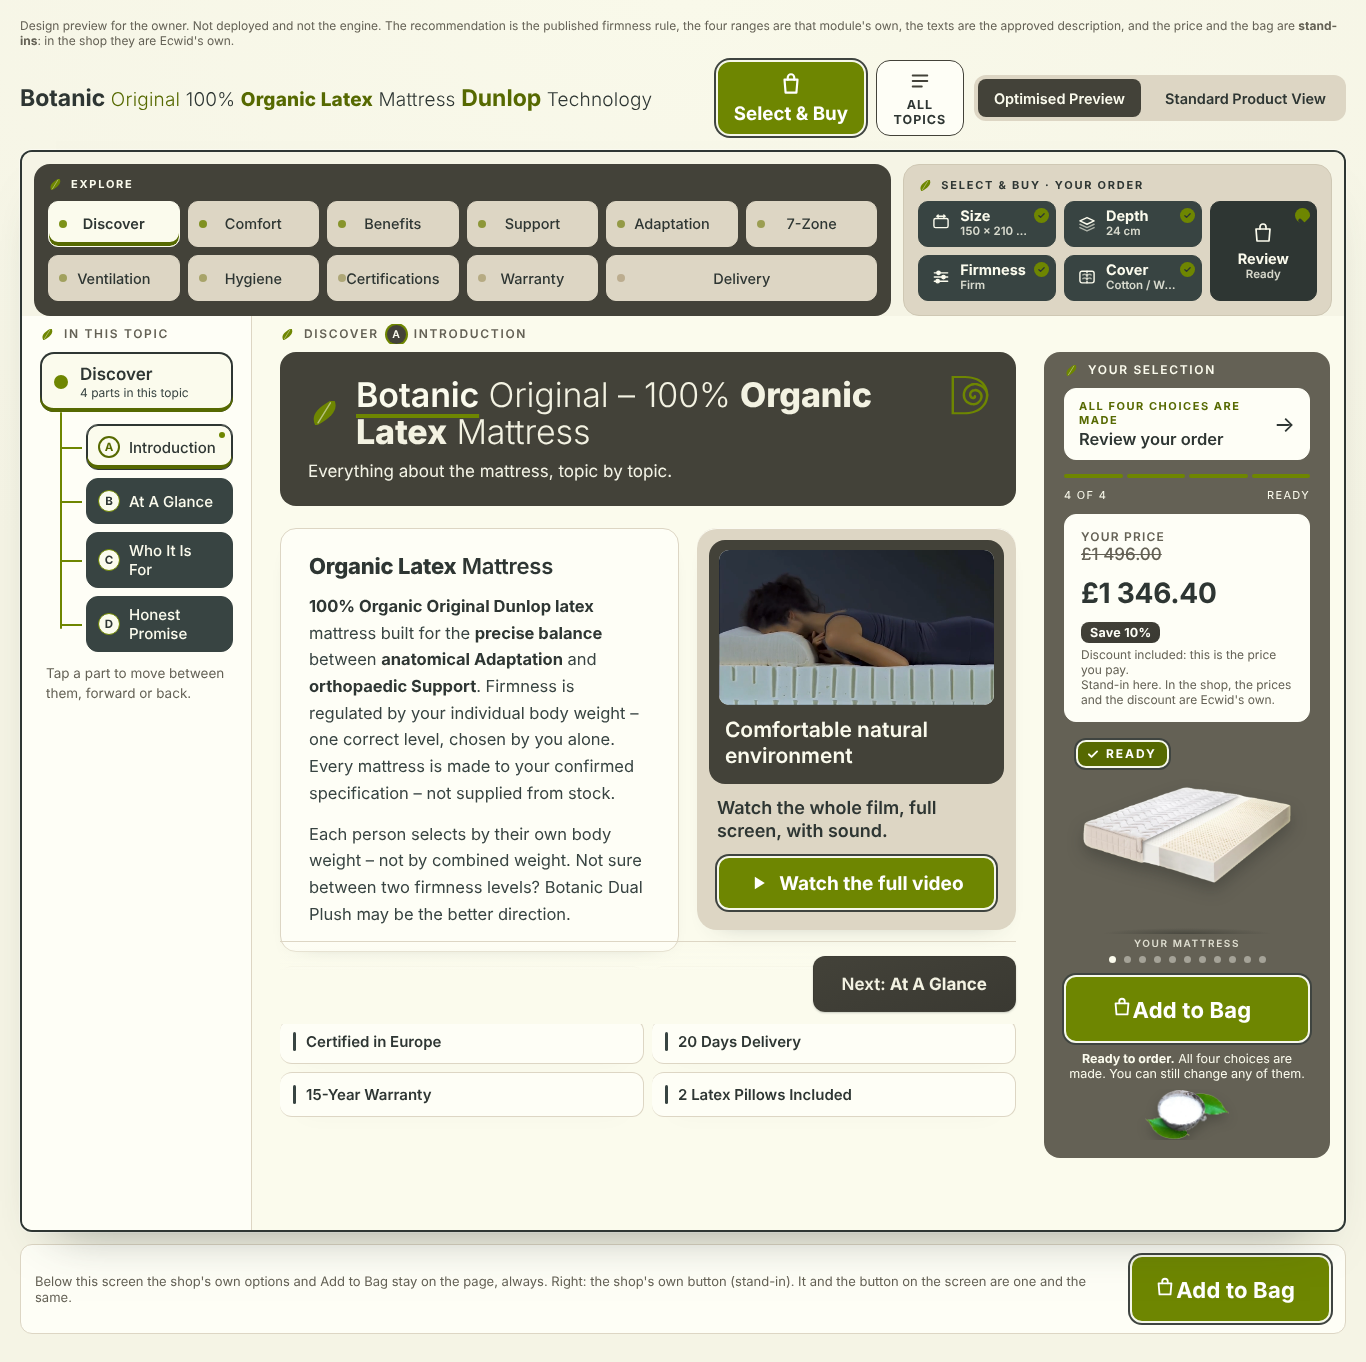 Design preview for the owner. Not deployed and not the engine. The recommendation is the published firmness rule, the four ranges are that module's own, the texts are the approved description, and the price and the bag are stand-
ins: in the shop they are Ecwid's own.
Botanic Original 100% Organic Latex Mattress Dunlop Technology
Select & Buy
ALL
TOPICS
Optimised Preview
Standard Product View
EXPLORE
Discover
Comfort
Benefits
Support
Adaptation
7-Zone
Ventilation
Hygiene
Certifications
Warranty
Delivery
SELECT & BUY · YOUR ORDER
Size
150 × 210 ...
Depth
24 cm
Firmness
Firm
Cover
Cotton / W...
Review
Ready
IN THIS TOPIC
Discover
4 parts in this topic
A Introduction
B At A Glance
C Who It Is
For
D Honest
Promise
Tap a part to move between
them, forward or back.
DISCOVER A INTRODUCTION
Botanic Original – 100% Organic
Latex Mattress
Everything about the mattress, topic by topic.
Organic Latex Mattress
100% Organic Original Dunlop latex
mattress built for the precise balance
between anatomical Adaptation and
orthopaedic Support. Firmness is
regulated by your individual body weight –
one correct level, chosen by you alone.
Every mattress is made to your confirmed
specification – not supplied from stock.
Each person selects by their own body
weight – not by combined weight. Not sure
between two firmness levels? Botanic Dual
Plush may be the better direction.
Comfortable natural
environment
Watch the whole film, full
screen, with sound.
Watch the full video
Next: At A Glance
Certified in Europe
20 Days Delivery
15-Year Warranty
2 Latex Pillows Included
YOUR SELECTION
ALL FOUR CHOICES ARE
MADE
Review your order
4 OF 4
READY
YOUR PRICE
£1 496.00
£1 346.40
Save 10%
Discount included: this is the price
you pay.
Stand-in here. In the shop, the prices
and the discount are Ecwid's own.
READY
YOUR MATTRESS
Add to Bag
Ready to order. All four choices are
made. You can still change any of them.
Below this screen the shop's own options and Add to Bag stay on the page, always. Right: the shop's own button (stand-in). It and the button on the screen are one and the
same.
Add to Bag